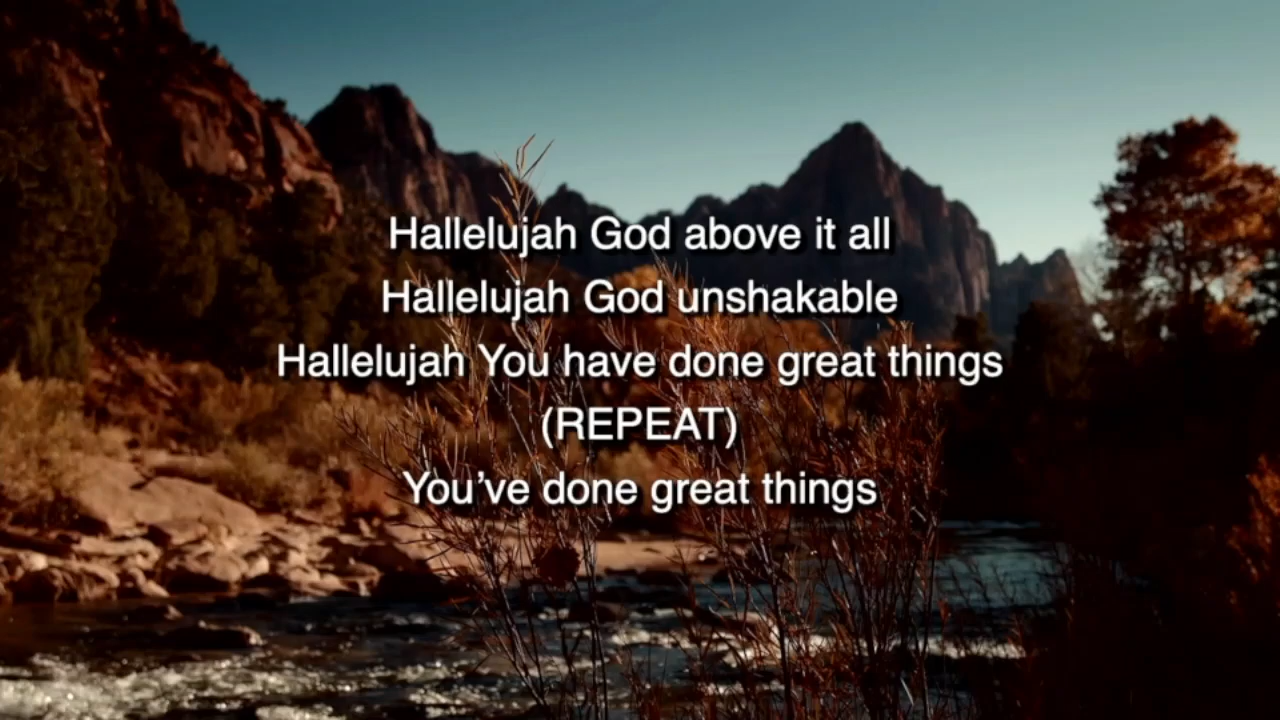 Hallelujah God above it all
Hallelujah God unshakable
Hallelujah You have done great things
(REPEAT)
You’ve done great things